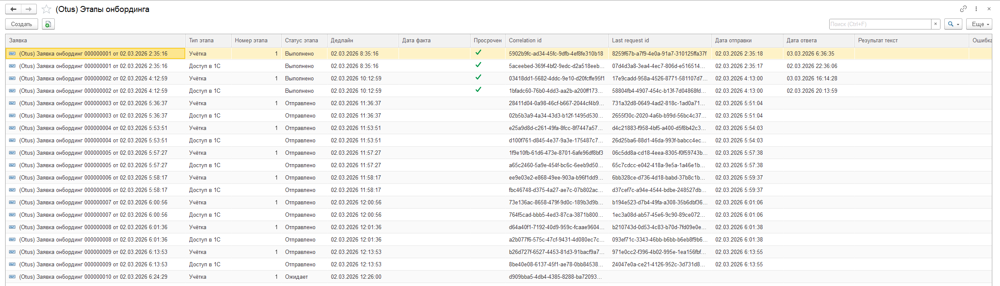 (Otus) Этапы онбординга
Создать
Поиск (Ctrl+F) × Еще
Заявка Тип этапа Номер этапа Статус этапа Дедлайн Дата факта Просрочен Correlation id Last request id Дата отправки Дата ответа Результат текст Ошибка
(Otus) Заявка онбординг 000000001 от 02.03.2026 2:35:16 Учётка 1 Выполнено 02.03.2026 8:35:16 5902b9fc-ad34-45fc-9dfb-4ef8fe310b18 8259f67b-a7f9-4e0a-91a7-310125ffa37f 02.03.2026 2:35:18 03.03.2026 6:36:35
(Otus) Заявка онбординг 000000001 от 02.03.2026 2:35:16 Доступ в 1С Выполнено 02.03.2026 8:35:16 5aceebed-369f-4bf2-9edc-d2a518eeb... 07d4d3a8-3ea4-4ec7-806d-e516514... 02.03.2026 2:35:17 02.03.2026 22:36:06
(Otus) Заявка онбординг 000000002 от 02.03.2026 4:12:59 Учётка 1 Выполнено 02.03.2026 10:12:59 03418dd1-5682-4ddc-9e10-d20fcffe95f1 17e9cadd-958a-4526-8771-581107d7... 02.03.2026 4:13:00 03.03.2026 16:14:28
(Otus) Заявка онбординг 000000002 от 02.03.2026 4:12:59 Доступ в 1С Выполнено 02.03.2026 10:12:59 1bfadc60-76b0-4dd3-aa2b-a200ff173... 58804fb4-4907-454c-b13f-7d04868fd... 02.03.2026 4:13:00 02.03.2026 20:13:59
(Otus) Заявка онбординг 000000003 от 02.03.2026 5:36:37 Учётка 1 Отправлено 02.03.2026 11:36:37 28411d04-0a98-46cf-b667-2044cf4b9... 731a32d8-0649-4ad2-818c-1ad0a71... 02.03.2026 5:51:04
(Otus) Заявка онбординг 000000003 от 02.03.2026 5:36:37 Доступ в 1С Отправлено 02.03.2026 11:36:37 02b5b3a9-4a34-43d3-b12f-1495d530... 2655f30c-2020-4a6b-b99d-56bc4c37... 02.03.2026 5:51:04
(Otus) Заявка онбординг 000000004 от 02.03.2026 5:53:51 Учётка 1 Отправлено 02.03.2026 11:53:51 e25a9d8d-c261-49fa-8fcc-8f7447a57... d4c21883-f958-4bf5-a400-d5f8b42c3... 02.03.2026 5:54:03
(Otus) Заявка онбординг 000000004 от 02.03.2026 5:53:51 Доступ в 1С Отправлено 02.03.2026 11:53:51 d100f761-d845-4e37-9a3e-175487c7... 26d25ba6-88d1-46da-993f-babcc4ec... 02.03.2026 5:54:03
(Otus) Заявка онбординг 000000005 от 02.03.2026 5:57:27 Учётка 1 Отправлено 02.03.2026 11:57:27 1f9e10fb-61d6-473e-8701-6afe96df8bf3 06c5dd8a-cd18-4eea-8305-f0f59743b... 02.03.2026 5:57:38
(Otus) Заявка онбординг 000000005 от 02.03.2026 5:57:27 Доступ в 1С Отправлено 02.03.2026 11:57:27 a65c2460-5a9e-454f-bc6c-6eeb9d50... 65c7cdcc-e042-418a-9e5a-1a46e1b... 02.03.2026 5:57:38
(Otus) Заявка онбординг 000000006 от 02.03.2026 5:58:17 Учётка 1 Отправлено 02.03.2026 11:58:17 ee9e03e2-e868-49ee-903a-b96f1dd9... 6bb328ce-d736-4d18-babd-37b8c1b... 02.03.2026 5:59:37
(Otus) Заявка онбординг 000000006 от 02.03.2026 5:58:17 Доступ в 1С Отправлено 02.03.2026 11:58:17 fbc46748-d375-4a27-ae7c-07b802ac... d37cef7c-a94e-4544-bdbe-248527db... 02.03.2026 5:59:37
(Otus) Заявка онбординг 000000007 от 02.03.2026 6:00:56 Учётка 1 Отправлено 02.03.2026 12:00:56 73e136ac-8658-479f-9d0c-189b3d9b... b194e523-d7b4-49fa-a308-35b6dbf36... 02.03.2026 6:01:06
(Otus) Заявка онбординг 000000007 от 02.03.2026 6:00:56 Доступ в 1С Отправлено 02.03.2026 12:00:56 764f5cad-bbb5-4ed3-87ca-3871b800... 1ec3a08d-ab57-45e6-9c90-89ce072... 02.03.2026 6:01:06
(Otus) Заявка онбординг 000000008 от 02.03.2026 6:01:36 Учётка 1 Отправлено 02.03.2026 12:01:36 d64a40f1-7192-40d9-959c-fcaae9604... b210743d-0d53-4c83-b70d-7fd09e0e... 02.03.2026 6:01:38
(Otus) Заявка онбординг 000000008 от 02.03.2026 6:01:36 Доступ в 1С Отправлено 02.03.2026 12:01:36 a2b077f6-575c-47cf-9431-4d080ec7c... 093ef71c-3343-46bb-b6bb-b6eb8f9b6... 02.03.2026 6:01:38
(Otus) Заявка онбординг 000000009 от 02.03.2026 6:13:53 Учётка 1 Отправлено 02.03.2026 12:13:53 b26d727f-6527-4453-81d3-91bacf9a7... 971e0cc2-f396-4b02-995e-1ea156fbf... 02.03.2026 6:13:55
(Otus) Заявка онбординг 000000009 от 02.03.2026 6:13:53 Доступ в 1С Отправлено 02.03.2026 12:13:53 8be40e08-6137-45f1-ae78-0bb84538... 24047e0a-ce21-4126-952c-3d731d8... 02.03.2026 6:13:55
(Otus) Заявка онбординг 000000010 от 02.03.2026 6:24:29 Учётка 1 Ожидает 02.03.2026 12:26:00 d909bba5-4db4-4385-8288-ba72093...